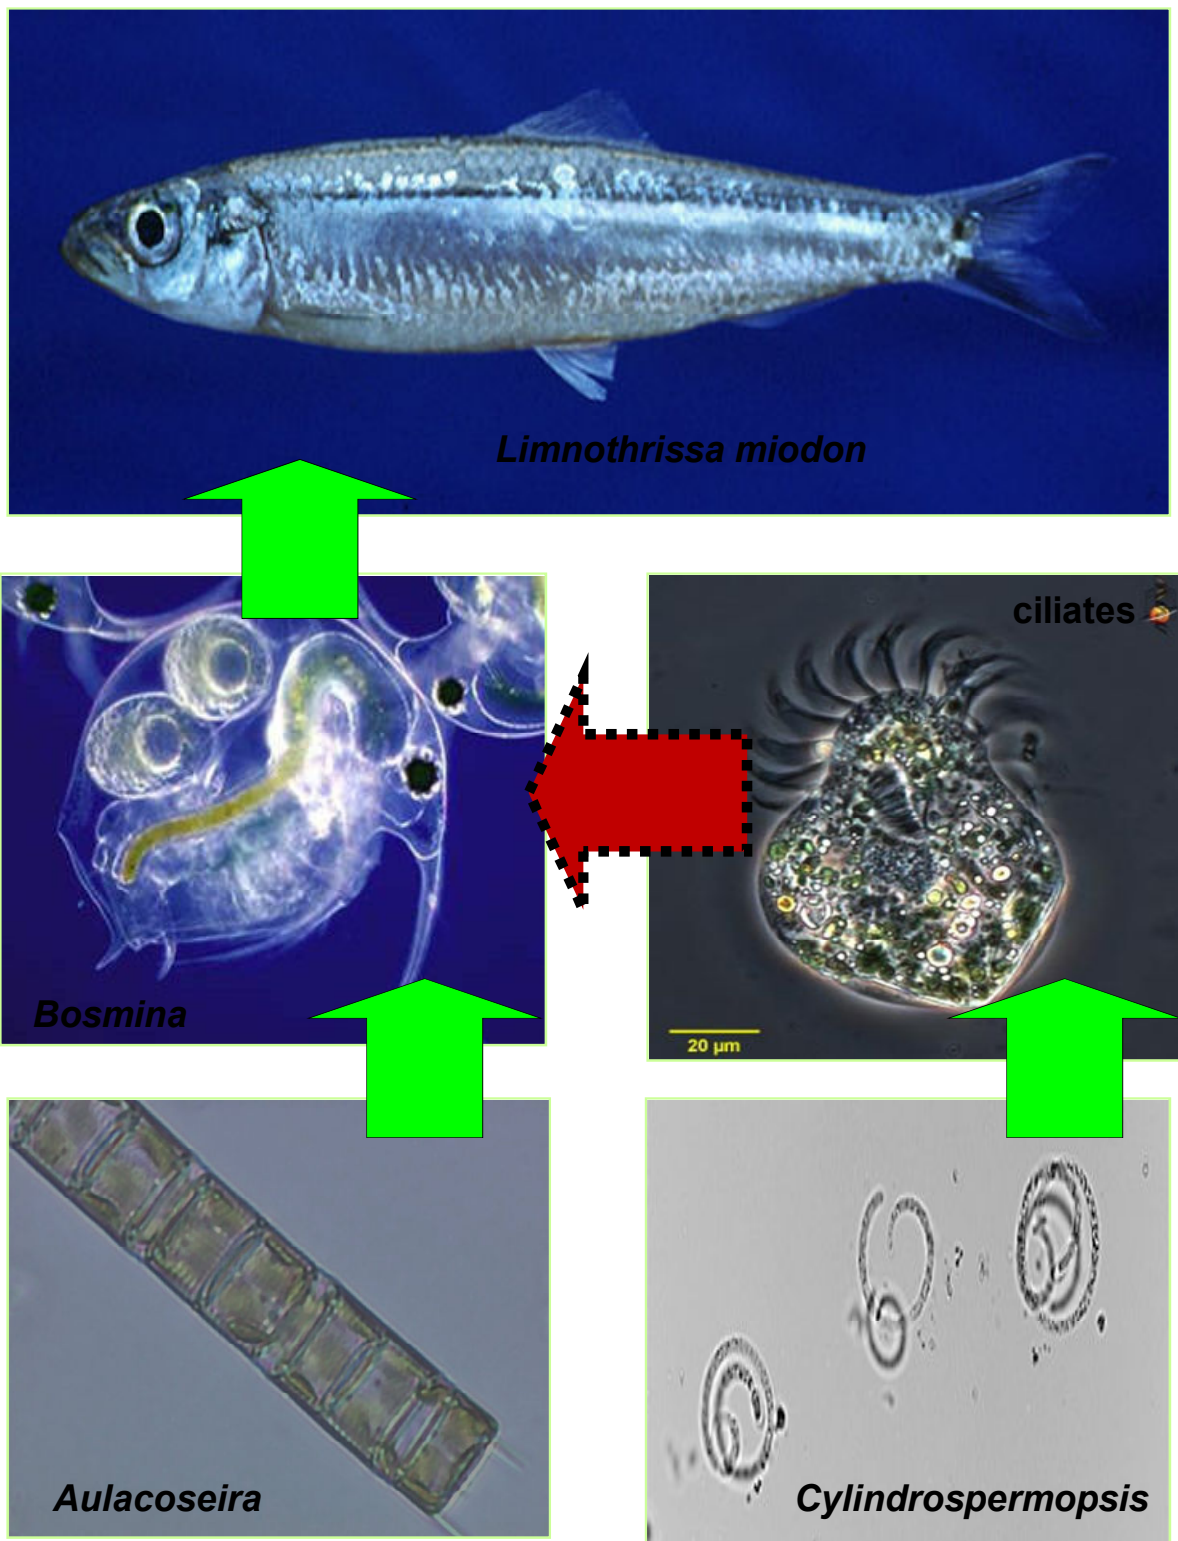 Limnothrissa miodon
ciliates
Bosmina
20 µm
Aulacoseira
Cylindrospermopsis